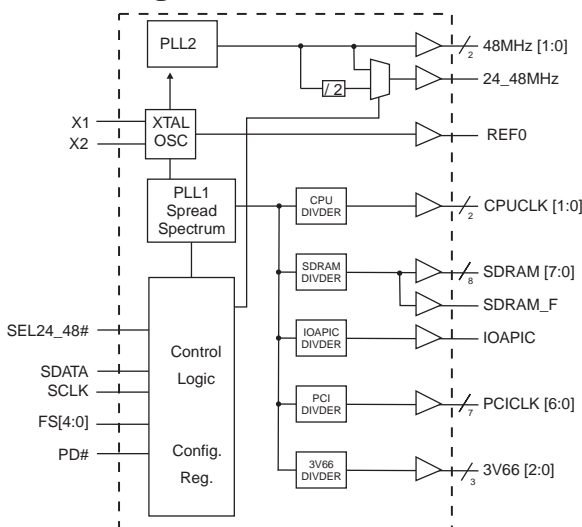 PLL2
48MHz [1:0]
2
24_48MHz
/ 2
X1
X2
XTAL
OSC
REF0
PLL1
Spread
Spectrum
CPU
DIVDER
CPUCLK [1:0]
2
SDRAM
DIVDER
SDRAM [7:0]
8
SDRAM_F
SEL24_48#
IOAPIC
DIVDER
IOAPIC
Control
Logic
SDATA
SCLK
FS[4:0]
PD#
PCI
DIVDER
PCICLK [6:0]
7
Config.
Reg.
3V66
DIVDER
3V66 [2:0]
3